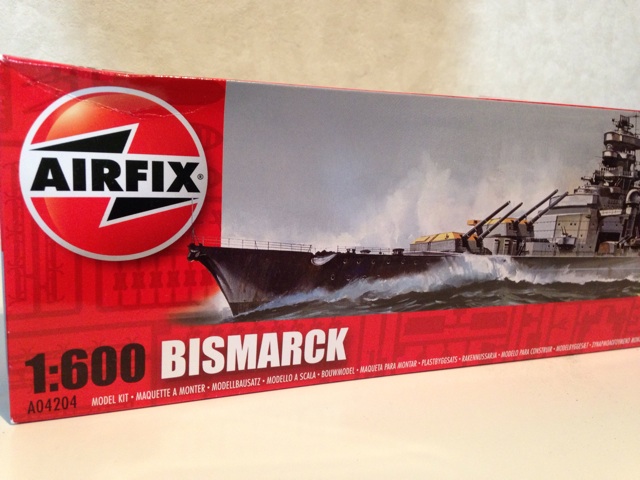 AIRFIX®
1:600 BISMARCK
A04204
MODEL KIT • MAQUETTE A MONTER • MODELLBAUSATZ • MODELLO A SCALA • BOUWMODEL • MAQUETA PARA MONTAR • PLASTBYGGSATS • RAKENNUSSARJA • MODELO PARA CONSTRUIR • MODELBYGGESÆT •